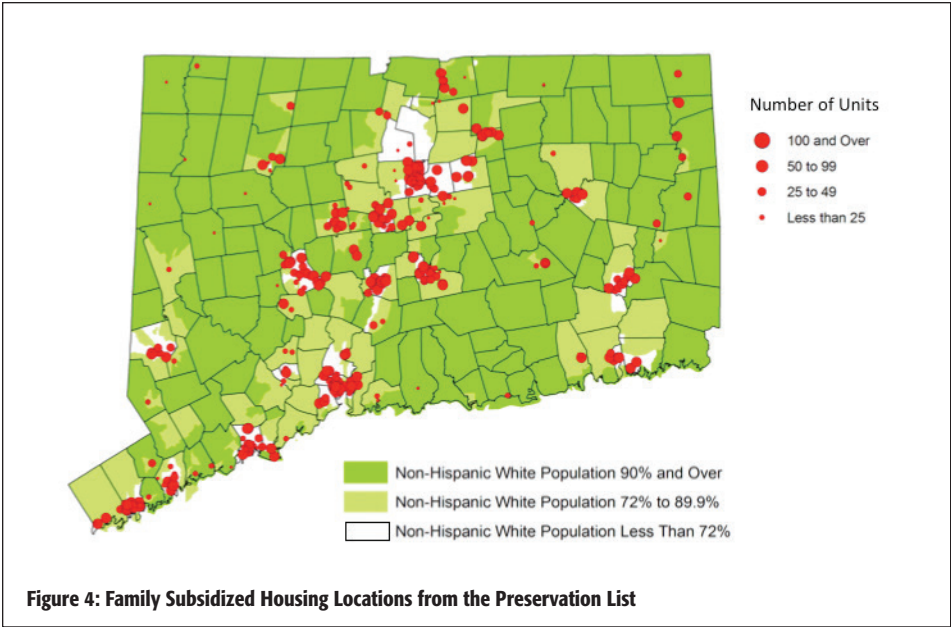 Number of Units
100 and Over
50 to 99
25 to 49
Less than 25
Non-Hispanic White Population 90% and Over
Non-Hispanic White Population 72% to 89.9%
Non-Hispanic White Population Less Than 72%
Figure 4: Family Subsidized Housing Locations from the Preservation List